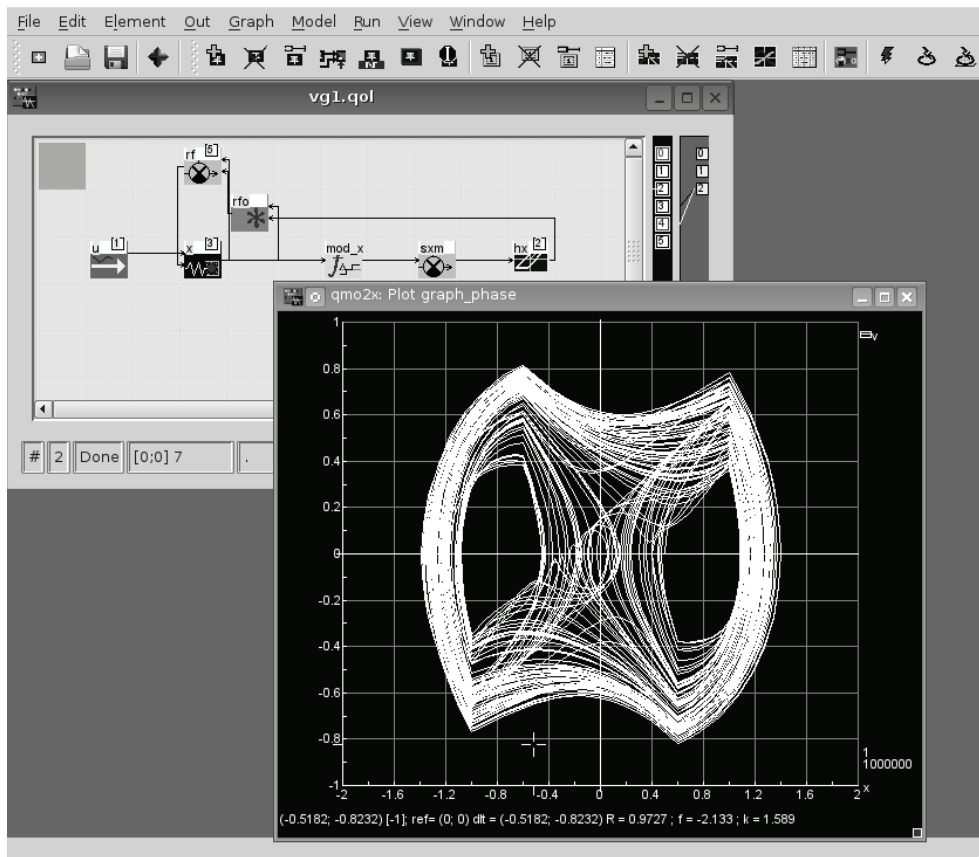 File Edit Element Out Graph Model Run View Window Help
vg1.qol
rf [5]
rfo
u [1]
x [3]
mod_x
sxm
hx [2]
0
1
2
3
4
5
0
1
2
# 2 Done [0;0] 7 .
qmo2x: Plot graph_phase
v
1
0.8
0.6
0.4
0.2
0
-0.2
-0.4
-0.6
-0.8
-1
-2 -1.6 -1.2 -0.8 -0.4 0 0.4 0.8 1.2 1.6 2 x
1
1000000
(-0.5182; -0.8232) [-1]; ref= (0; 0) dlt = (-0.5182; -0.8232) R = 0.9727 ; f = -2.133 ; k = 1.589